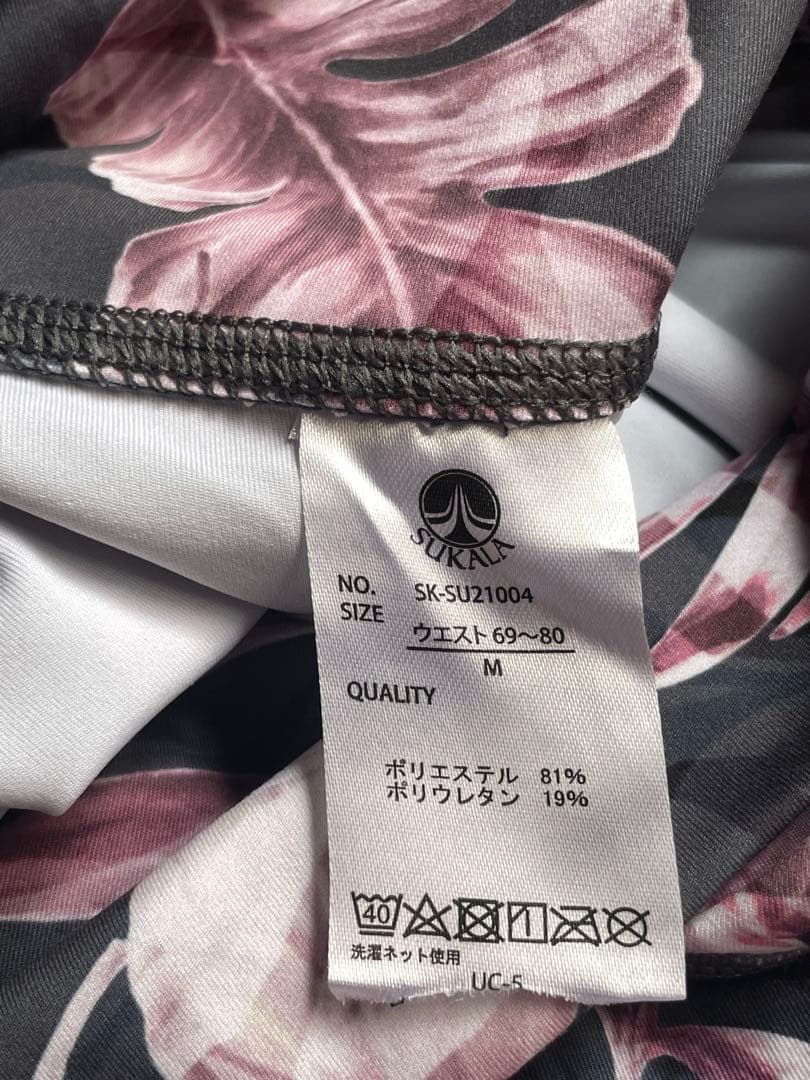 SUKALA
NO. SK-SU21004
SIZE ウエスト 69～80
M
QUALITY
ポリエステル 81%
ポリウレタン 19%
40
洗濯ネット使用
UC-5